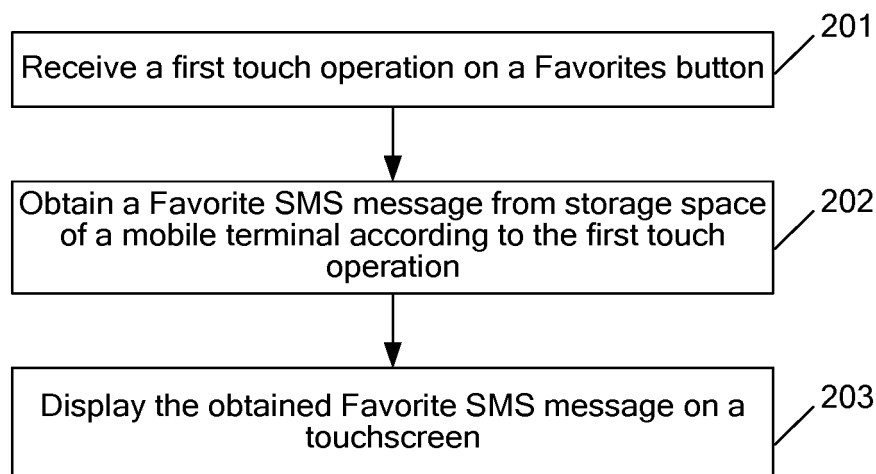 201
Receive a first touch operation on a Favorites button
202
Obtain a Favorite SMS message from storage space
of a mobile terminal according to the first touch
operation
203
Display the obtained Favorite SMS message on a
touchscreen